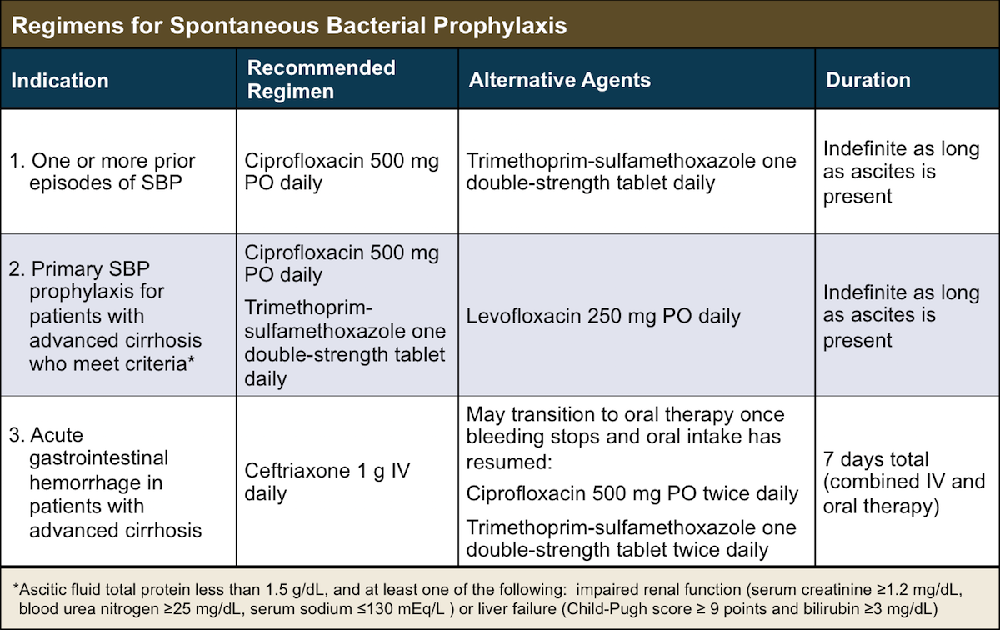 Regimens for Spontaneous Bacterial Prophylaxis
Indication
Recommended
Regimen
Alternative Agents
Duration
1. One or more prior
episodes of SBP
Ciprofloxacin 500 mg
PO daily
Trimethoprim-sulfamethoxazole one
double-strength tablet daily
Indefinite as long
as ascites is
present
2. Primary SBP
prophylaxis for
patients with
advanced cirrhosis
who meet criteria*
Ciprofloxacin 500 mg
PO daily
Trimethoprim-
sulfamethoxazole one
double-strength tablet
daily
Levofloxacin 250 mg PO daily
Indefinite as long
as ascites is
present
3. Acute
gastrointestinal
hemorrhage in
patients with
advanced cirrhosis
Ceftriaxone 1 g IV
daily
May transition to oral therapy once
bleeding stops and oral intake has
resumed:
Ciprofloxacin 500 mg PO twice daily
Trimethoprim-sulfamethoxazole one
double-strength tablet twice daily
7 days total
(combined IV and
oral therapy)
*Ascitic fluid total protein less than 1.5 g/dL, and at least one of the following:  impaired renal function (serum creatinine ≥1.2 mg/dL,
blood urea nitrogen ≥25 mg/dL, serum sodium ≤130 mEq/L ) or liver failure (Child-Pugh score ≥ 9 points and bilirubin ≥3 mg/dL)